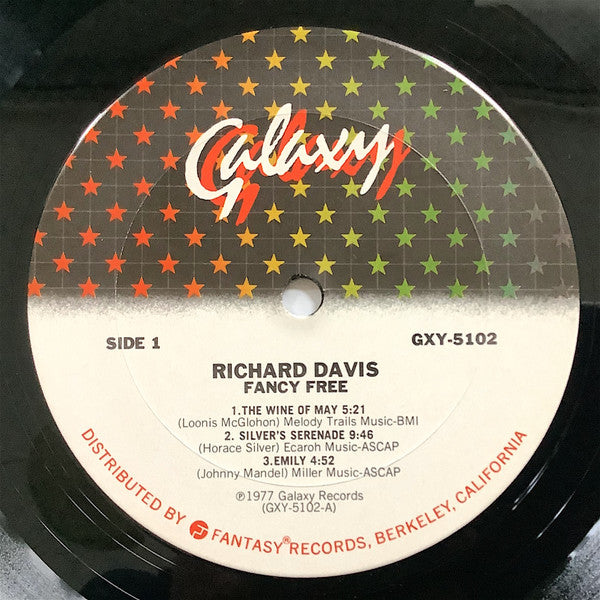 Galaxy
SIDE 1
GXY-5102
RICHARD DAVIS
FANCY FREE
1.THE WINE OF MAY 5:21
(Loonis McGlohon) Melody Trails Music-BMI
2. SILVER'S SERENADE 9:46
(Horace Silver) Ecaroh Music-ASCAP
3.EMILY 4:52
(Johnny Mandel) Miller Music-ASCAP
℗1977 Galaxy Records
(GXY-5102-A)
DISTRIBUTED BY FANTASY® RECORDS, BERKELEY, CALIFORNIA